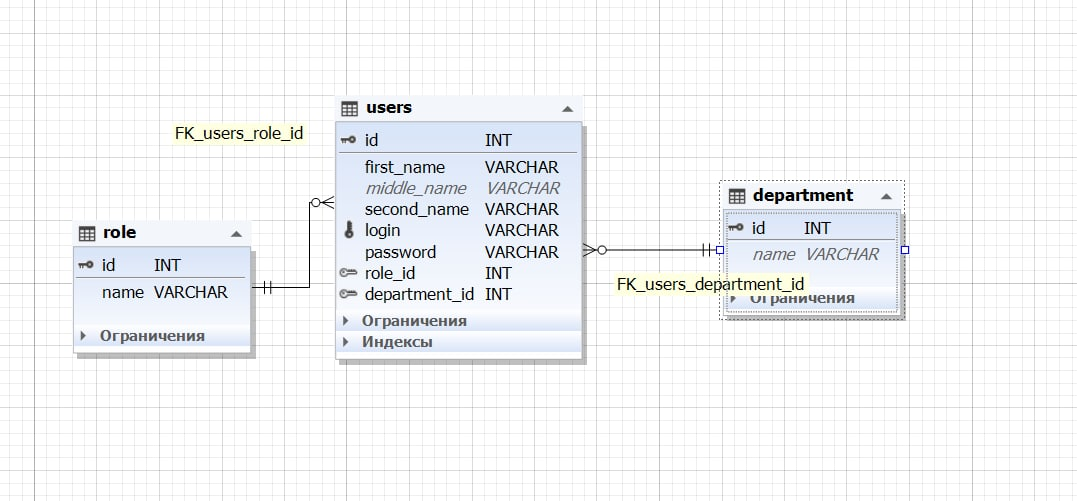 users
FK_users_role_id
id INT
first_name VARCHAR
middle_name VARCHAR
second_name VARCHAR
login VARCHAR
password VARCHAR
role_id INT
department_id INT
Ограничения
Индексы
role
id INT
name VARCHAR
Ограничения
department
id INT
name VARCHAR
FK_users_department_id
Ограничения